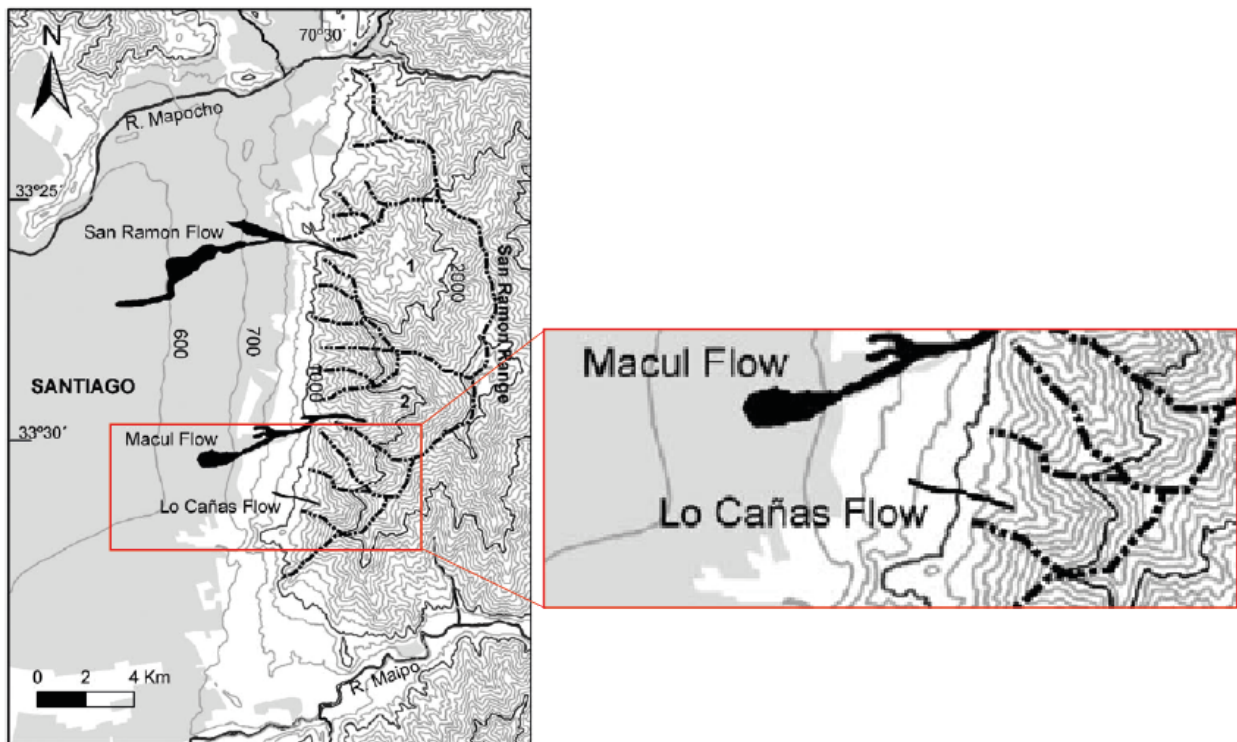 N
70°30´
R. Mapocho
33°25´
San Ramon Flow
1
2000
San Ramon Range
600
700
SANTIAGO
1000
2
33°30´
Macul Flow
Lo Cañas Flow
0 2 4 Km
R. Maipo
Macul Flow
Lo Cañas Flow